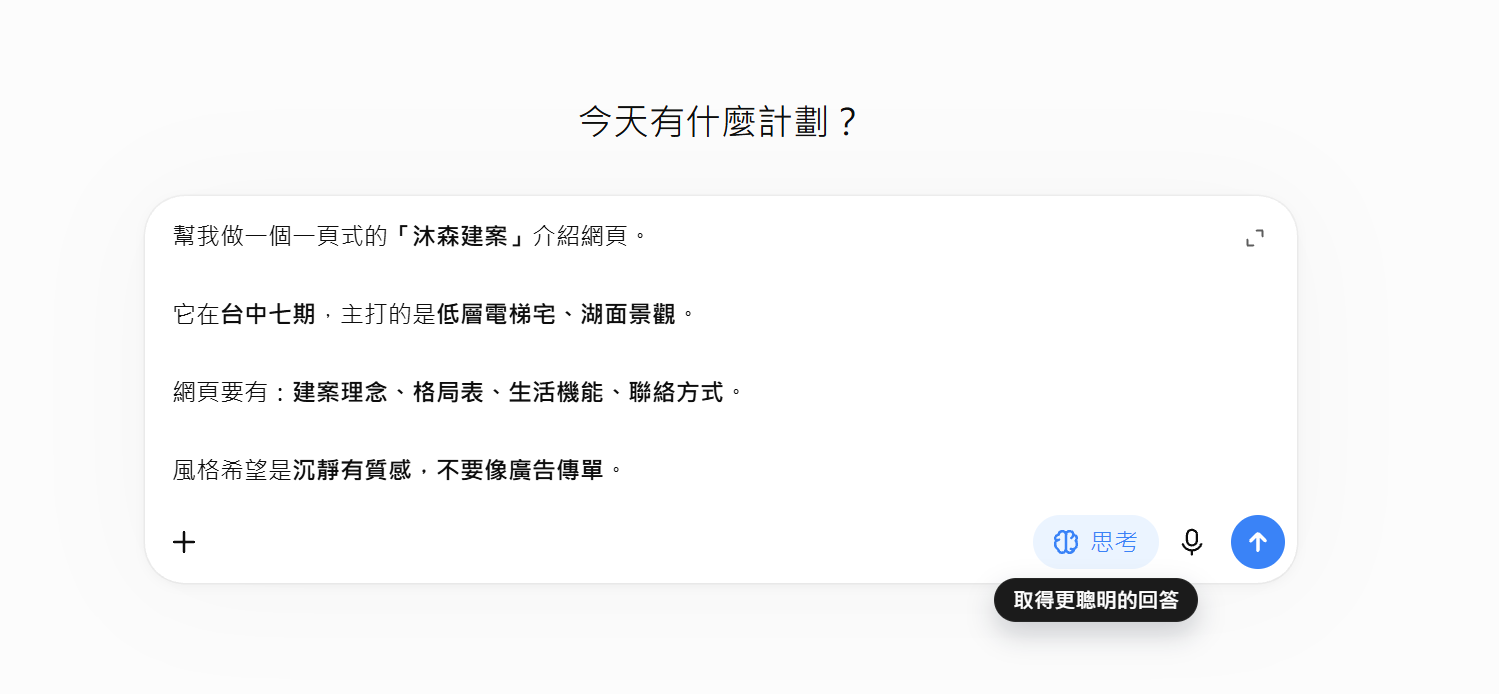 今天有什麼計劃？
幫我做一個一頁式的「沐森建案」介紹網頁。
它在台中七期，主打的是低層電梯宅、湖面景觀。
網頁要有：建案理念、格局表、生活機能、聯絡方式。
風格希望是沉靜有質感，不要像廣告傳單。
思考
取得更聰明的回答